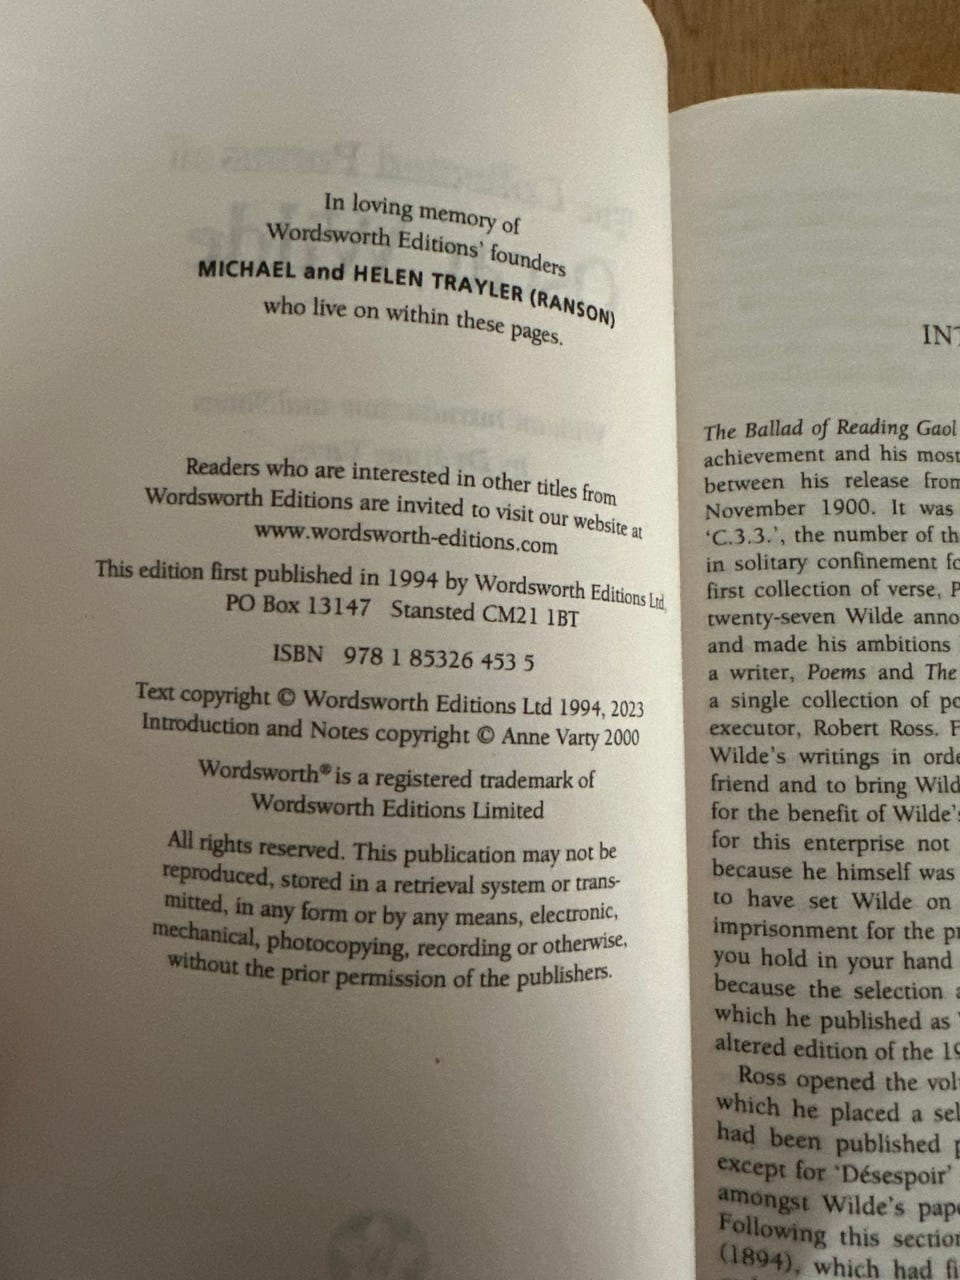 In loving memory of
Wordsworth Editions' founders
MICHAEL and HELEN TRAYLER (RANSON)
who live on within these pages.
Readers who are interested in other titles from
Wordsworth Editions are invited to visit our website at
www.wordsworth-editions.com
This edition first published in 1994 by Wordsworth Editions Ltd,
PO Box 13147 Stansted CM21 1BT
ISBN 978 1 85326 453 5
Text copyright © Wordsworth Editions Ltd 1994, 2023
Introduction and Notes copyright © Anne Varty 2000
Wordsworth® is a registered trademark of
Wordsworth Editions Limited
All rights reserved. This publication may not be
reproduced, stored in a retrieval system or trans-
mitted, in any form or by any means, electronic,
mechanical, photocopying, recording or otherwise,
without the prior permission of the publishers.
INT
The Ballad of Reading Gaol
achievement and his most
between his release from
November 1900. It was
'C.3.3.', the number of th
in solitary confinement fo
first collection of verse, P
twenty-seven Wilde anno
and made his ambitions
a writer, Poems and The
a single collection of po
executor, Robert Ross. F
Wilde's writings in orde
friend and to bring Wild
for the benefit of Wilde's
for this enterprise not
because he himself was
to have set Wilde on
imprisonment for the pr
you hold in your hand
because the selection a
which he published as
altered edition of the 19
Ross opened the vol
which he placed a sel
had been published p
except for 'Désespoir'
amongst Wilde's pape
Following this section
(1894), which had fi